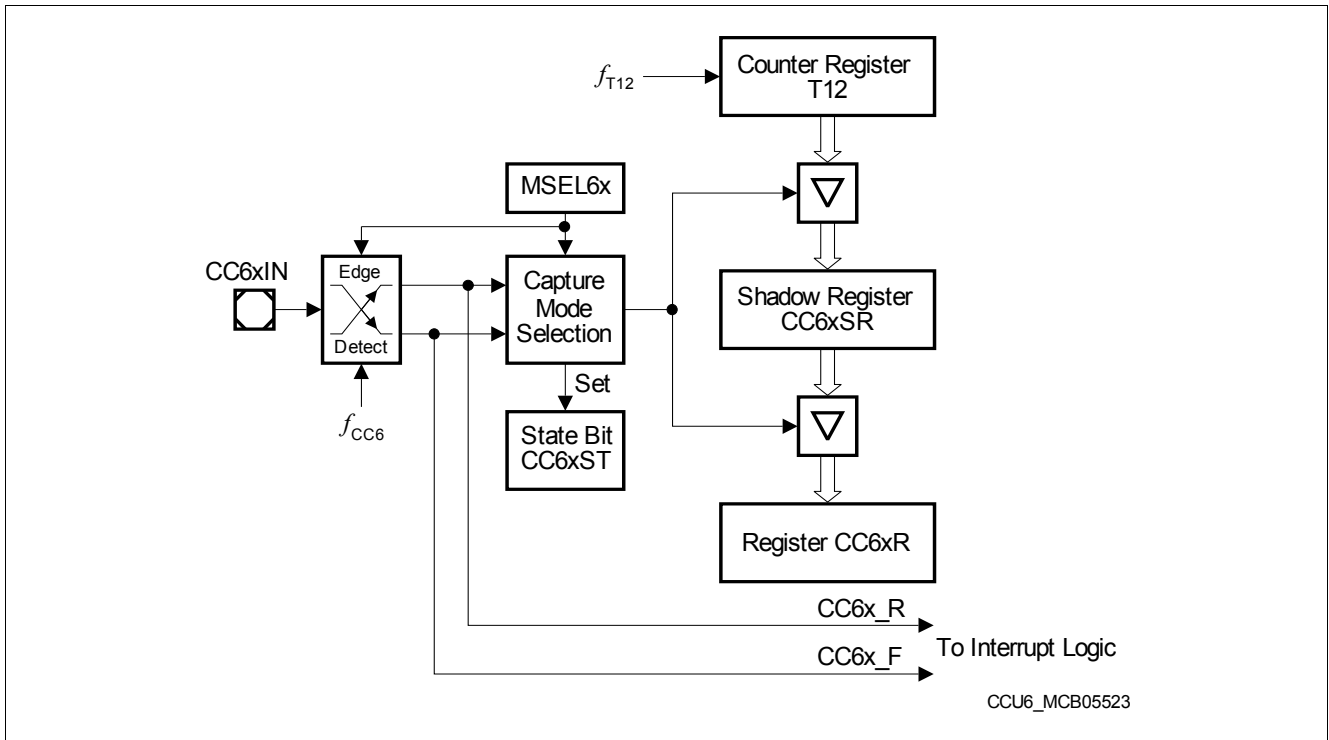 Counter Register
T12
fT12
MSEL6x
CC6xIN
Edge
Detect
Capture
Mode
Selection
Shadow Register
CC6xSR
Set
fCC6
State Bit
CC6xST
Register CC6xR
CC6x_R
To Interrupt Logic
CC6x_F
CCU6_MCB05523